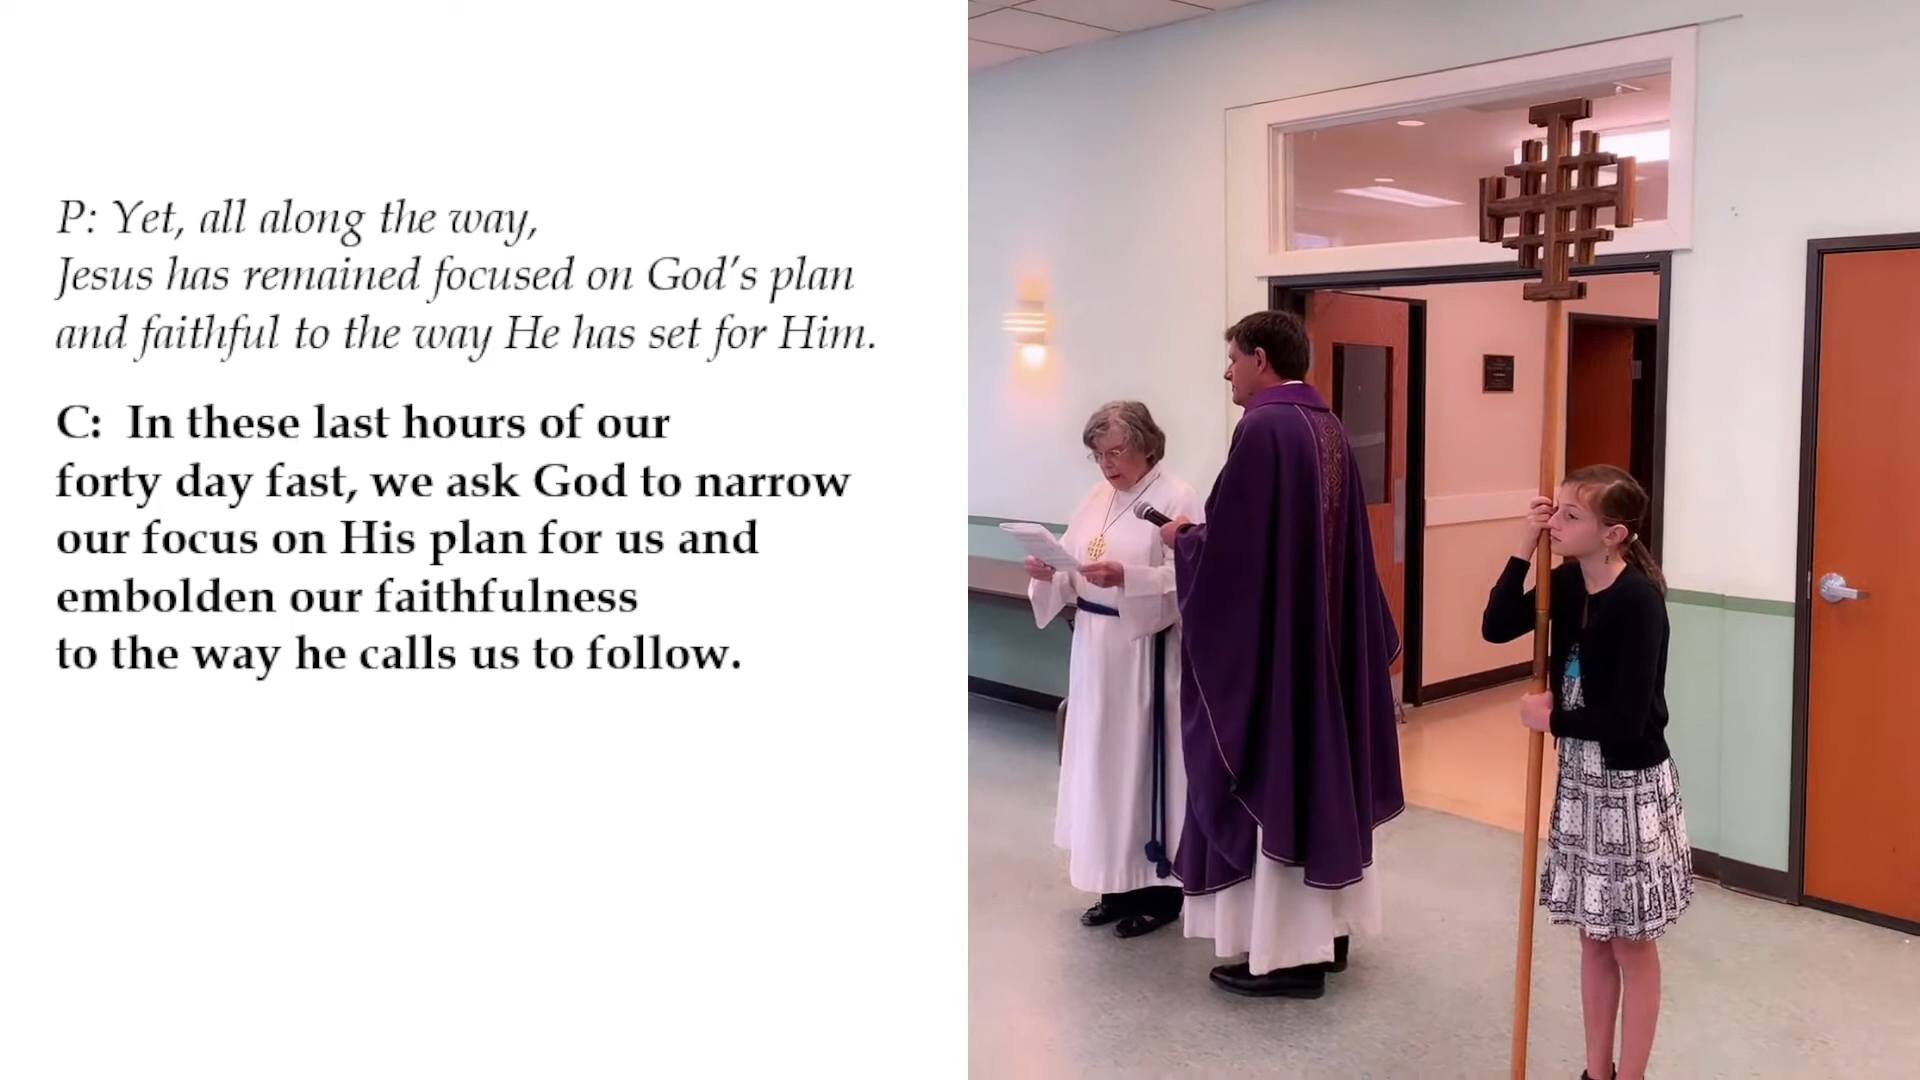 P: Yet, all along the way,
Jesus has remained focused on God’s plan
and faithful to the way He has set for Him.
C:  In these last hours of our
forty day fast, we ask God to narrow
our focus on His plan for us and
embolden our faithfulness
to the way he calls us to follow.